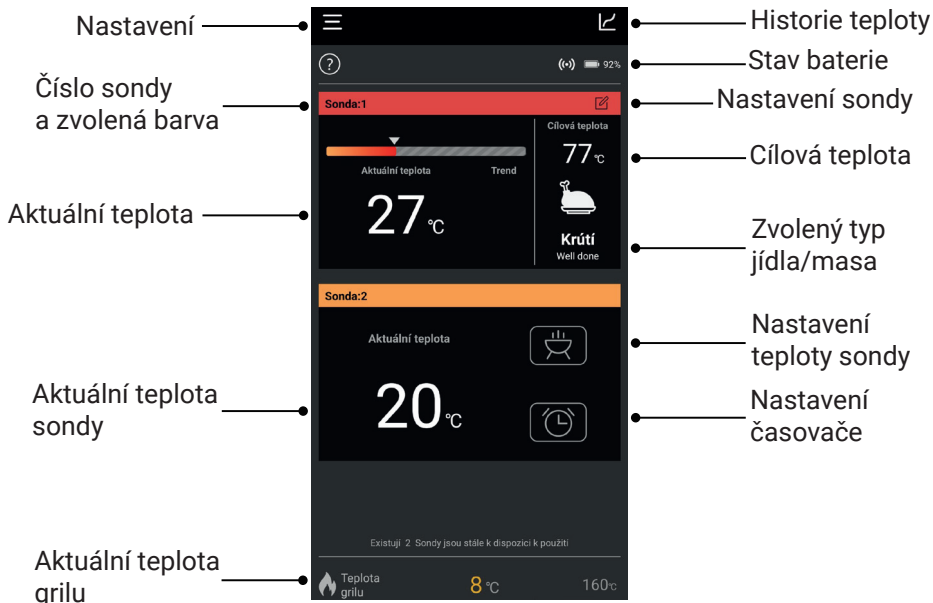 Nastavení
Historie teploty
92%
Stav baterie
Číslo sondy
a zvolená barva
Sonda:1
Nastavení sondy
Cílová teplota
77°C
Cílová teplota
Aktuální teplota
Trend
Aktuální teplota
27°C
Krútí
Well done
Zvolený typ
jídla/masa
Sonda:2
Aktuální teplota
Nastavení
teploty sondy
Aktuální teplota
sondy
20°C
Nastavení
časovače
Existují 2 Sondy jsou stále k dispozici k použití
Aktuální teplota
grilu
Teplota
grilu
8°C
160°C